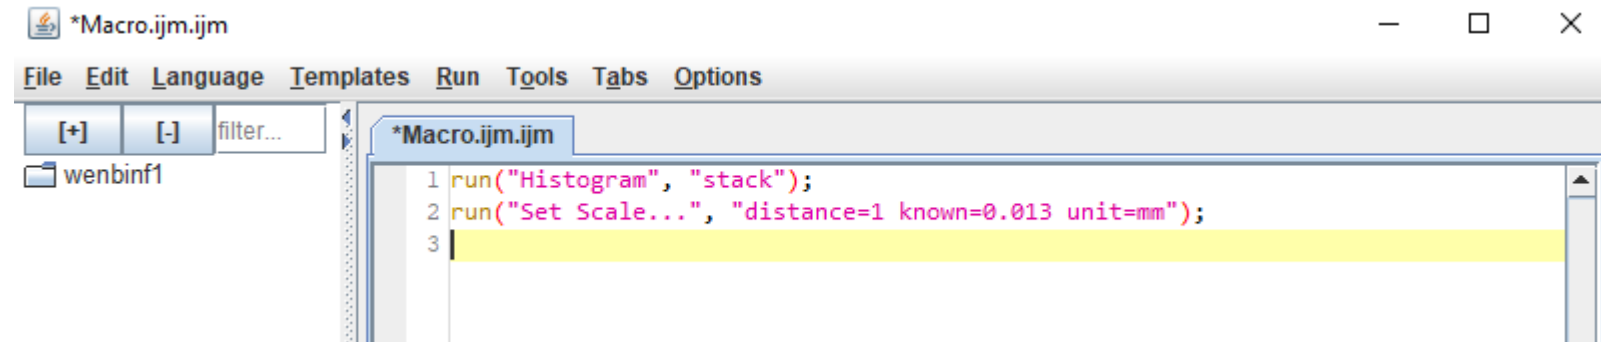 *Macro.ijm.ijm
File Edit Language Templates Run Tools Tabs Options
[+] [-] filter...
wenbinf1
*Macro.ijm.ijm
1 run("Histogram", "stack");
2 run("Set Scale...", "distance=1 known=0.013 unit=mm");
3